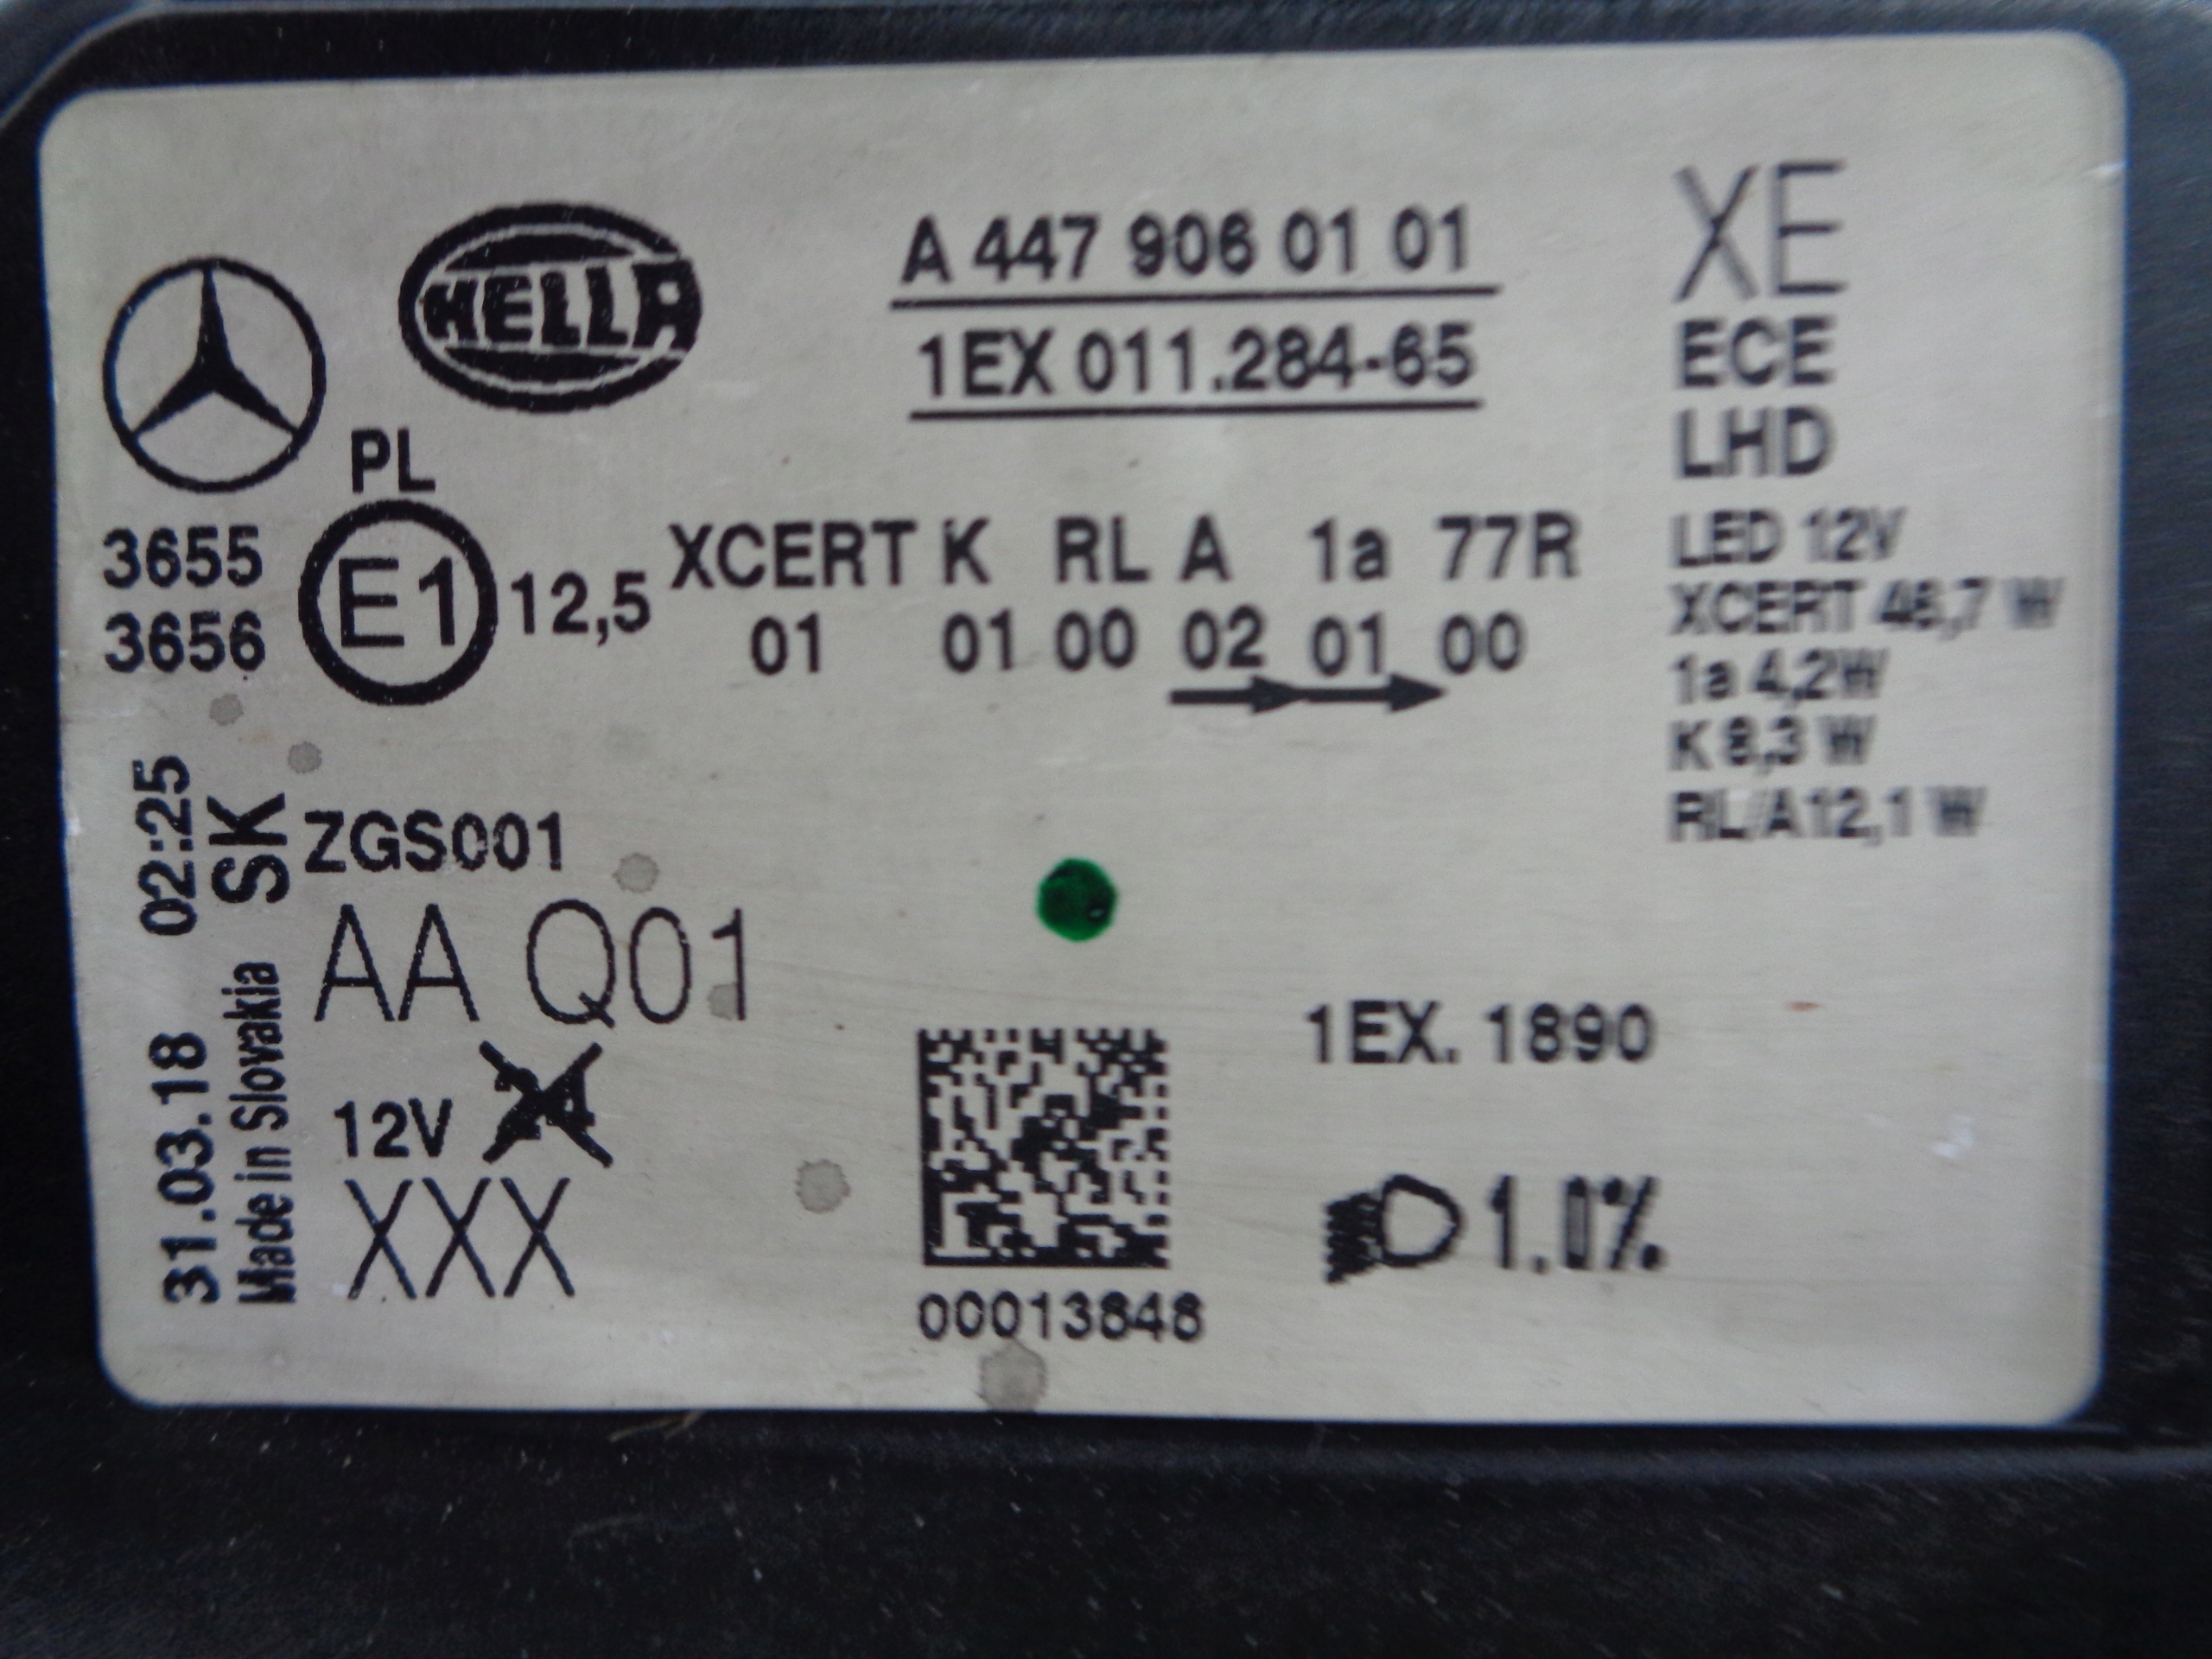 HELLA
A 447 906 01 01
1EX 011.284-65
XE
ECE
LHD
PL
3655
3656
E1
12,5
XCERT K RL A 1a 77R
01 01 00 02 01 00
LED 12V
XCERT 46,7 W
1a 4,2W
K 8,3 W
RL/A12,1 W
31.03.18 02:25
Made in Slovakia SK
ZGS001
AA Q01
12V 24
XXX
00013848
1EX. 1890
1.0%